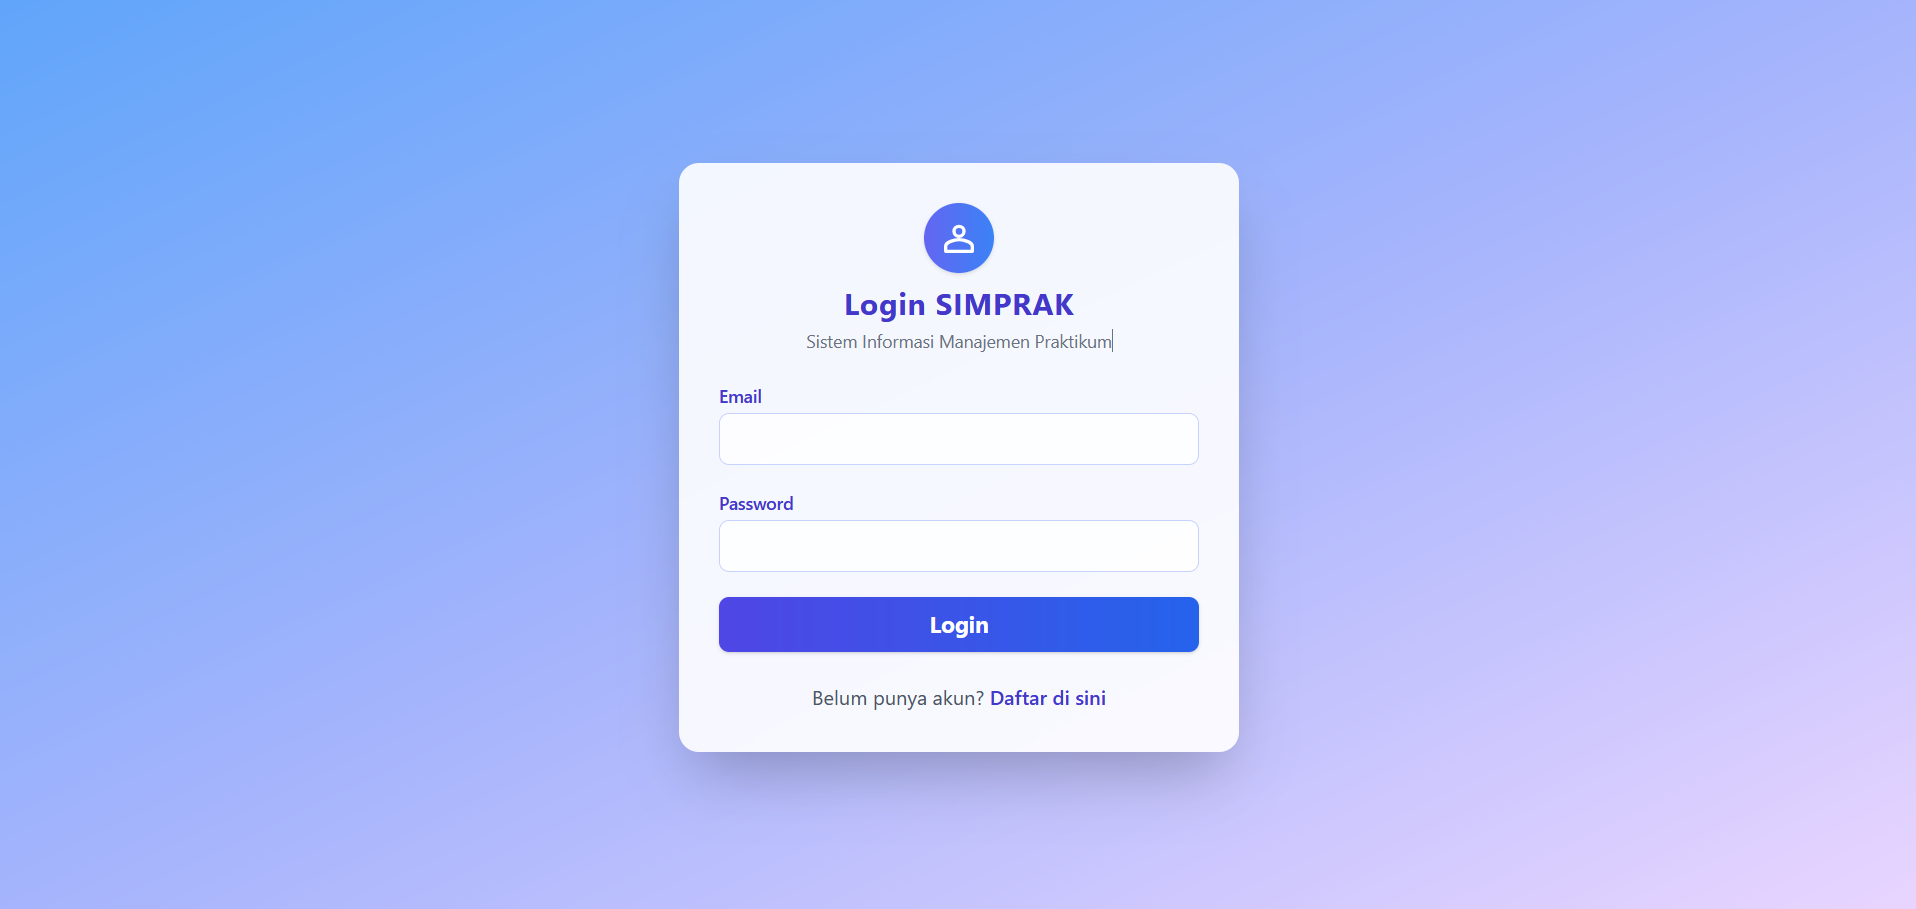 Login SIMPRAK
Sistem Informasi Manajemen Praktikum
Email
Password
Login
Belum punya akun? Daftar di sini